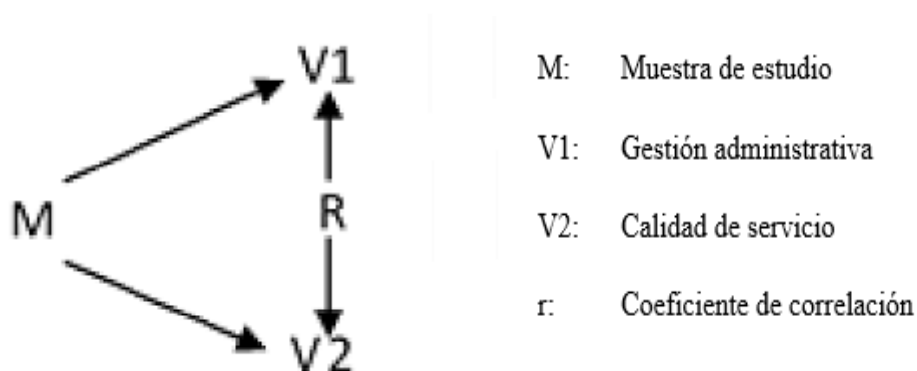 V1
M
R
V2
M: Muestra de estudio
V1: Gestión administrativa
V2: Calidad de servicio
r: Coeficiente de correlación